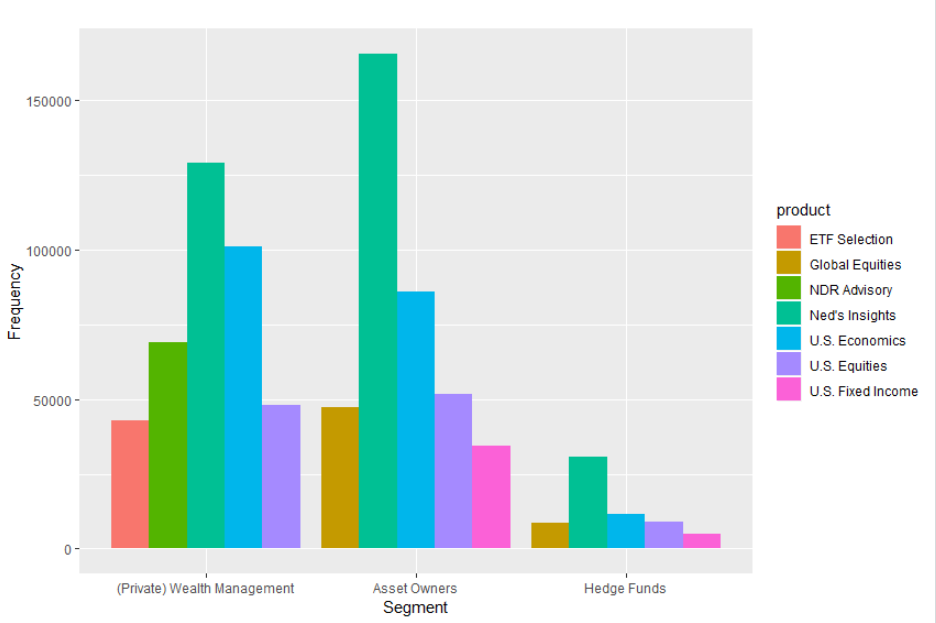 150000
100000
50000
0
Frequency
(Private) Wealth Management
Asset Owners
Hedge Funds
Segment
product
ETF Selection
Global Equities
NDR Advisory
Ned's Insights
U.S. Economics
U.S. Equities
U.S. Fixed Income